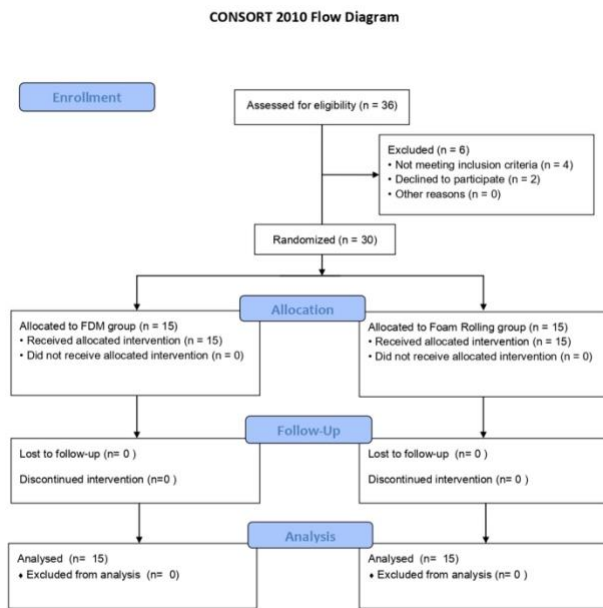 CONSORT 2010 Flow Diagram
Enrollment
Assessed for eligibility (n = 36)
Excluded (n = 6)
• Not meeting inclusion criteria (n = 4)
• Declined to participate (n = 2)
• Other reasons (n = 0)
Randomized (n = 30)
Allocation
Allocated to FDM group (n = 15)
• Received allocated intervention (n = 15)
• Did not receive allocated intervention (n = 0)
Allocated to Foam Rolling group (n = 15)
• Received allocated intervention (n = 15)
• Did not receive allocated intervention (n = 0)
Follow-Up
Lost to follow-up (n= 0 )
Discontinued intervention (n=0 )
Lost to follow-up (n= 0 )
Discontinued intervention (n= 0 )
Analysis
Analysed (n= 15)
♦ Excluded from analysis (n= 0)
Analysed (n= 15)
♦ Excluded from analysis (n= 0 )